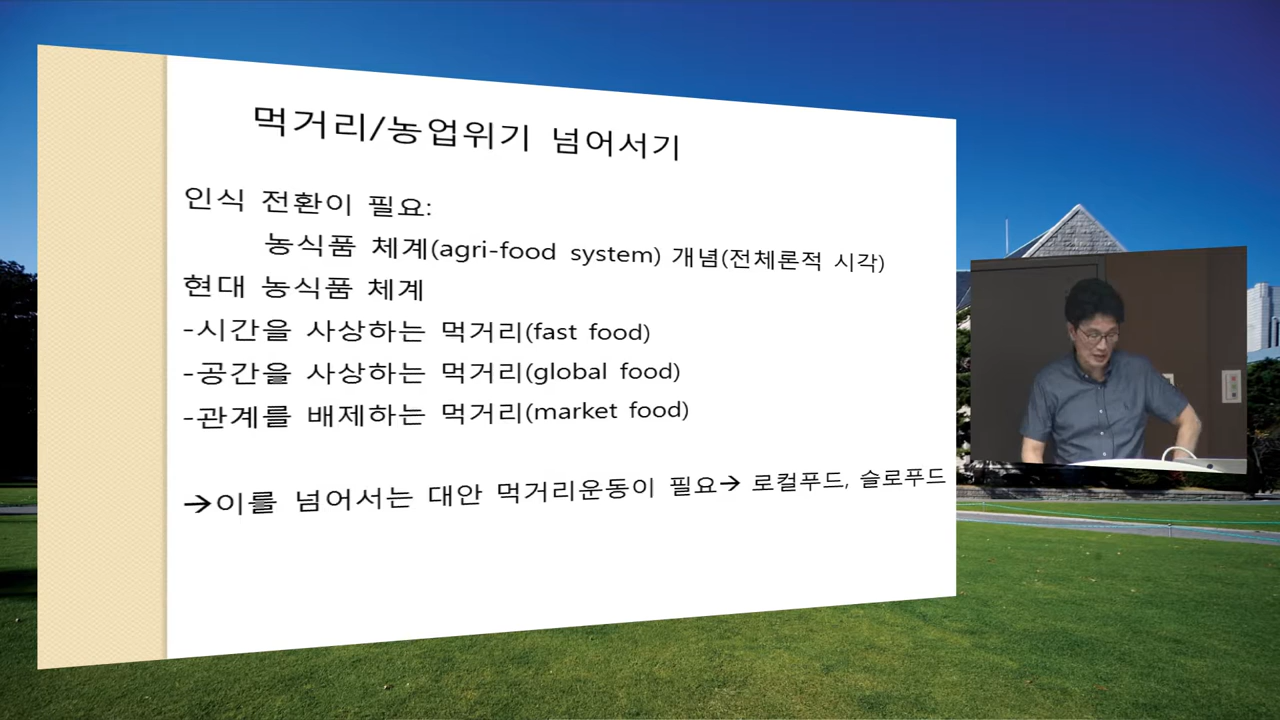 먹거리/농업위기 넘어서기
인식 전환이 필요:
농식품 체계(agri-food system) 개념(전체론적 시각)
현대 농식품 체계
-시간을 사상하는 먹거리(fast food)
-공간을 사상하는 먹거리(global food)
-관계를 배제하는 먹거리(market food)
→이를 넘어서는 대안 먹거리운동이 필요→ 로컬푸드, 슬로푸드